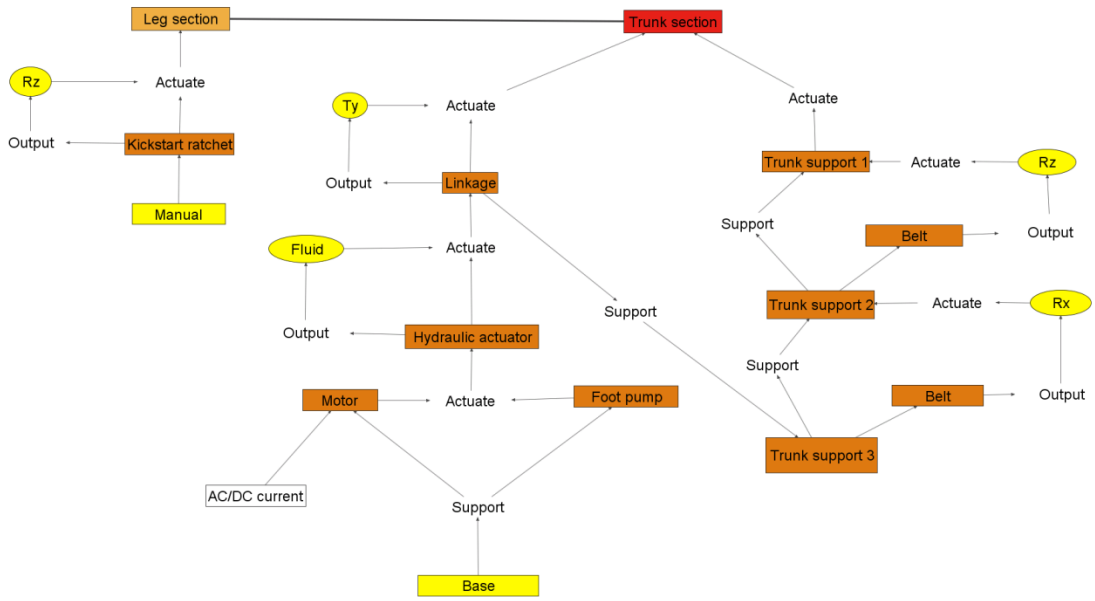 Leg section
Trunk section
Rz
Actuate
Ty
Actuate
Actuate
Output
Kickstart ratchet
Trunk support 1
Actuate
Rz
Output
Linkage
Manual
Support
Belt
Output
Fluid
Actuate
Support
Trunk support 2
Actuate
Rx
Output
Hydraulic actuator
Support
Motor
Actuate
Foot pump
Belt
Output
Trunk support 3
AC/DC current
Support
Base